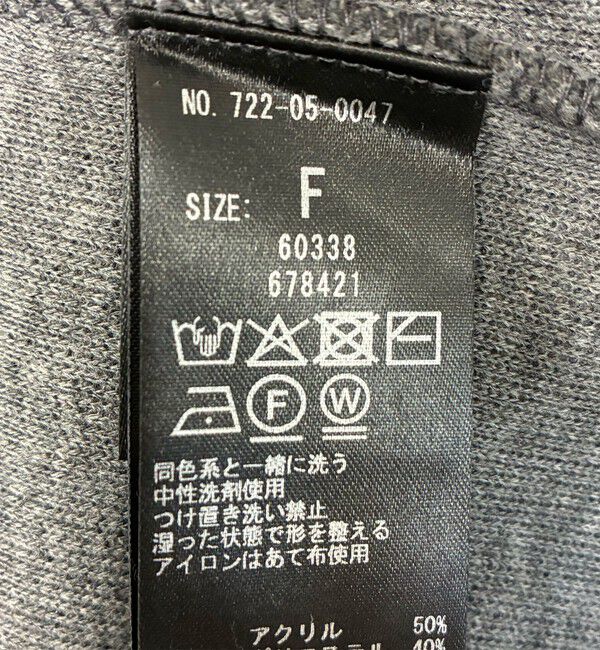 NO. 722-05-0047
SIZE: F
60338
678421
F W
同色系と一緒に洗う
中性洗剤使用
つけ置き洗い禁止
湿った状態で形を整える
アイロンはあて布使用
アクリル 50%
40%